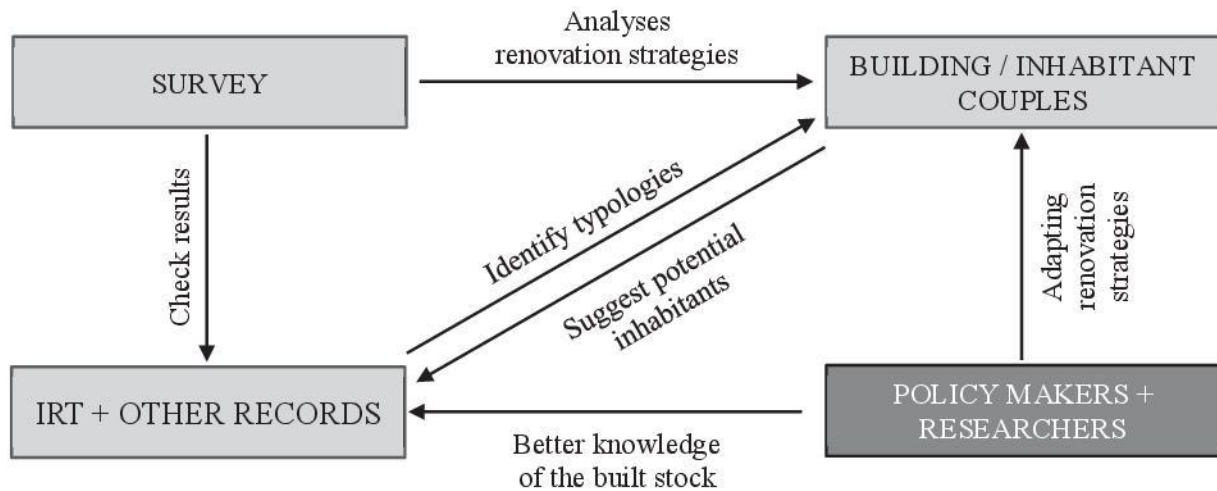 Analyses
renovation strategies
SURVEY
BUILDING / INHABITANT
COUPLES
Check results
Identify typologies
Suggest potential
inhabitants
Adapting
renovation
strategies
IRT + OTHER RECORDS
POLICY MAKERS +
RESEARCHERS
Better knowledge
of the built stock